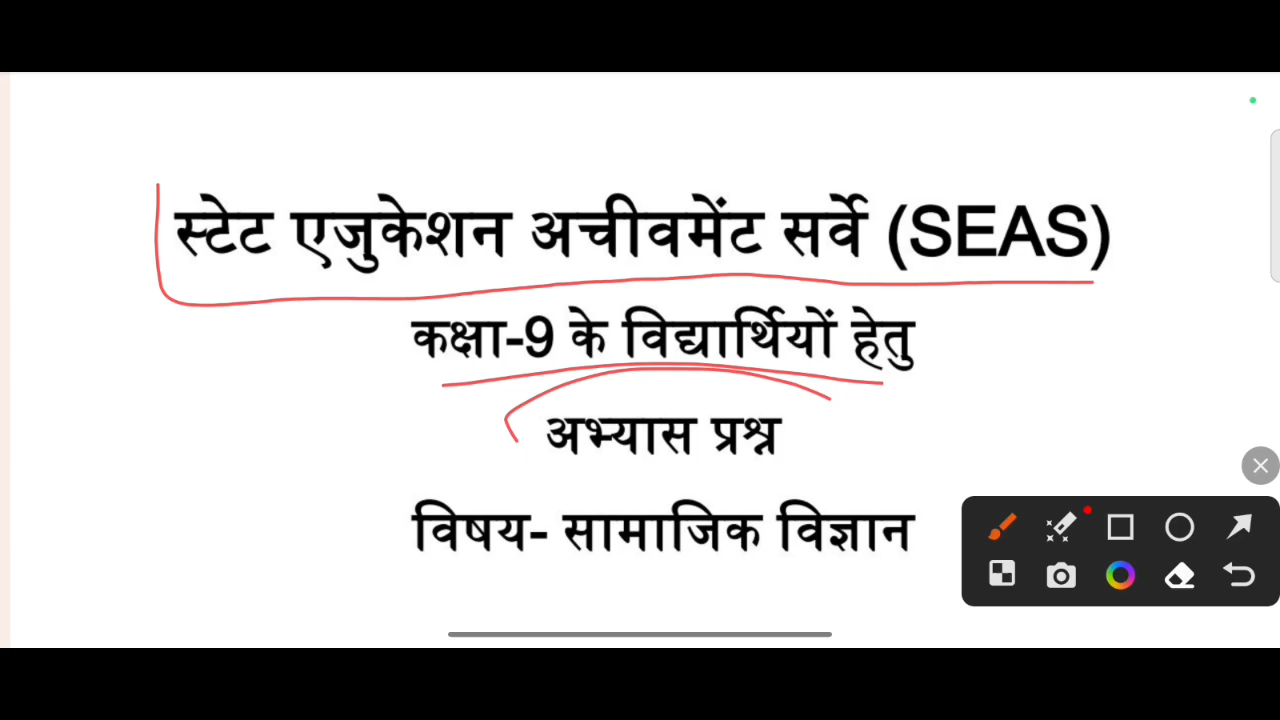 स्टेट एजुकेशन अचीवमेंट सर्वे (SEAS)
कक्षा-9 के विद्यार्थियों हेतु
अभ्यास प्रश्न
विषय- सामाजिक विज्ञान